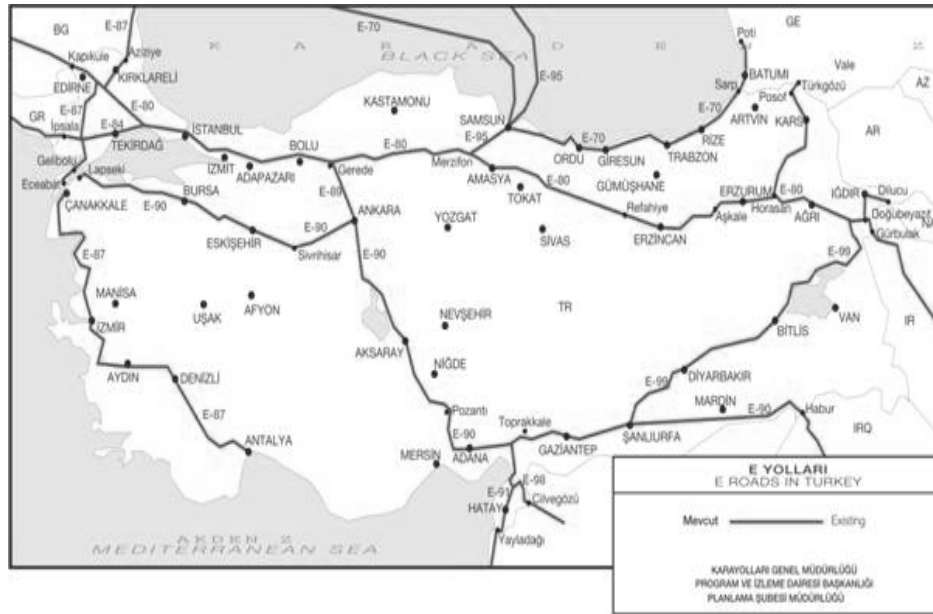 E-87
E-70
GE
BG
Aziziye
Poti
K A R A D E N Z
BLACK SEA
Kapıkule
KIRKLARELİ
EDİRNE
E-95
Sarp
BATUMI
Vale
Türkgözü
AZ
E-87
E-80
KASTAMONU
SAMSUN
Posof
ARTVİN
GR
İpsala
E-84
TEKİRDAĞ
İSTANBUL
E-70
RİZE
KARS
AR
E-95
E-70
ORDU
GİRESUN
TRABZON
BOLU
E-80
Gelibolu
İZMİT
ADAPAZARI
Gerede
Merzifon
AMASYA
Lapseki
Eceabat
ÇANAKKALE
BURSA
E-90
E-89
TOKAT
E-80
GÜMÜŞHANE
ERZURUM
E-80
IĞDIR
Dilucu
Refahiye
Aşkale
Horasan
AĞRI
Doğubeyazıt
NA
Gürbulak
ANKARA
YOZGAT
SİVAS
ERZİNCAN
ESKİŞEHİR
E-90
Sivrihisar
E-87
E-90
E-99
MANİSA
UŞAK
AFYON
NEVŞEHİR
TR
VAN
İZMİR
BİTLİS
IR
AKSARAY
AYDIN
DENİZLİ
NİĞDE
E-99
DİYARBAKIR
MARDİN
E-90
Habur
E-87
Pozantı
Toprakkale
E-90
ADANA
GAZİANTEP
ŞANLIURFA
IRQ
ANTALYA
MERSİN
E-91
E-98
HATAY
Cilvegözü
Yayladağı
AKDEN Z
MEDITERRANEAN SEA
E YOLLARI
E ROADS IN TURKEY
Mevcut
Existing
KARAYOLLARI GENEL MÜDÜRLÜĞÜ
PROGRAM VE İZLEME DAİRESİ BAŞKANLIĞI
PLANLAMA ŞUBESİ MÜDÜRLÜĞÜ